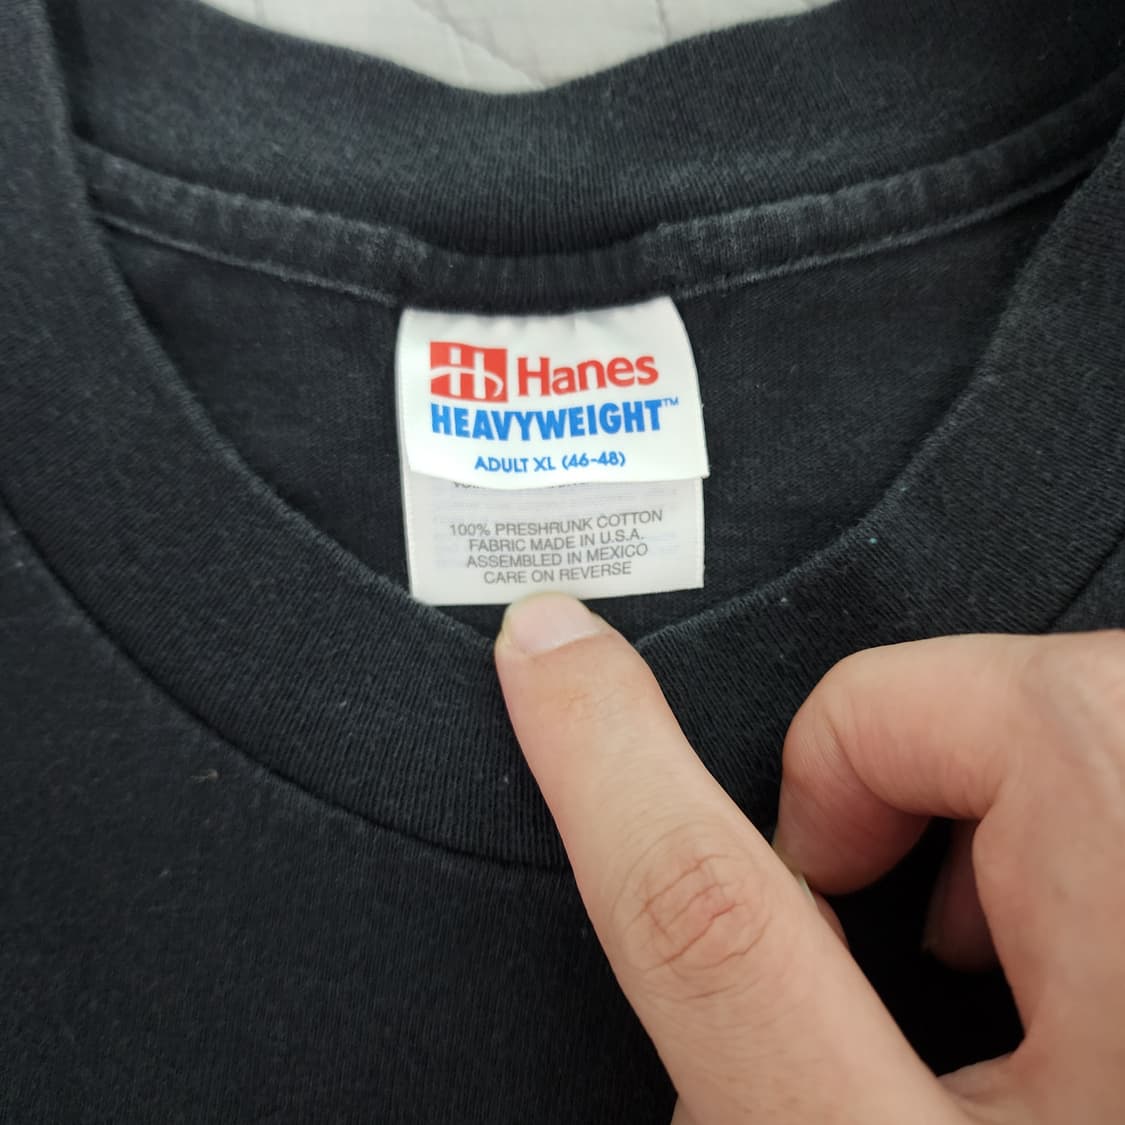 Hanes
HEAVYWEIGHT™
ADULT XL (46-48)
100% PRESHRUNK COTTON
FABRIC MADE IN U.S.A.
ASSEMBLED IN MEXICO
CARE ON REVERSE